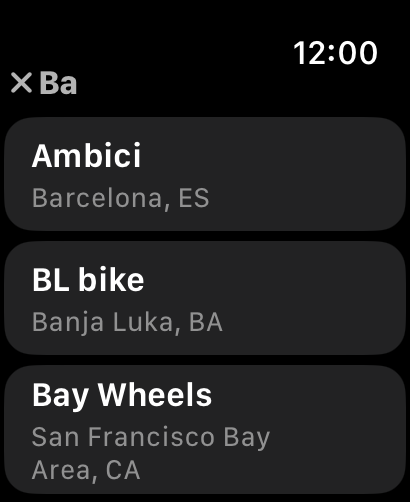 12:00
Ba
Ambici
Barcelona, ES
BL bike
Banja Luka, BA
Bay Wheels
San Francisco Bay
Area, CA